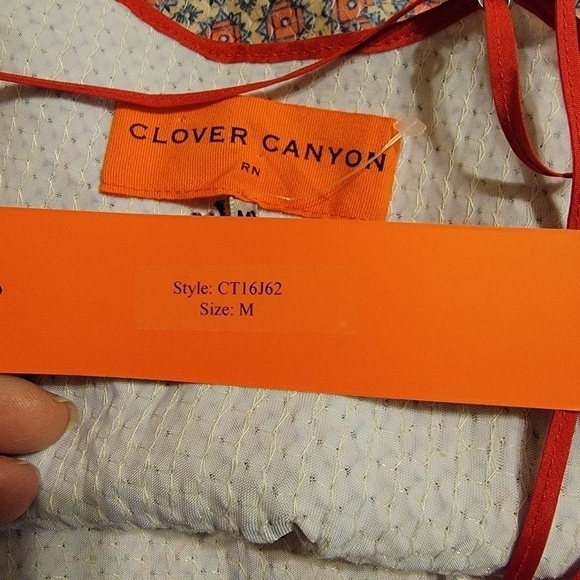 CLOVER CANYON
RN
M
Style: CT16J62
Size: M